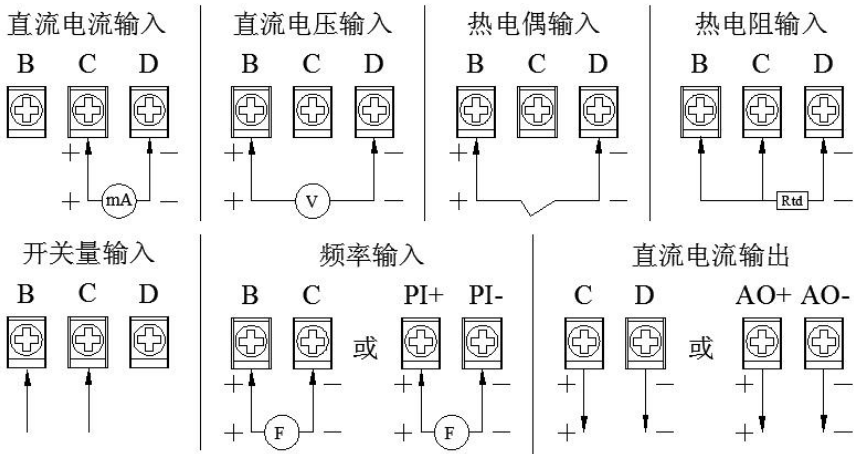 直流电流输入
B C D
+ —
+ mA —
直流电压输入
B C D
+ —
+ V —
热电偶输入
B C D
+ —
+ —
热电阻输入
B C D
+ —
+ Rtd —
开关量输入
B C D
频率输入
B C 或 PI+ PI-
+ — + —
+ F — + F —
直流电流输出
C D 或 AO+ AO-
+ — + —
+ — + —